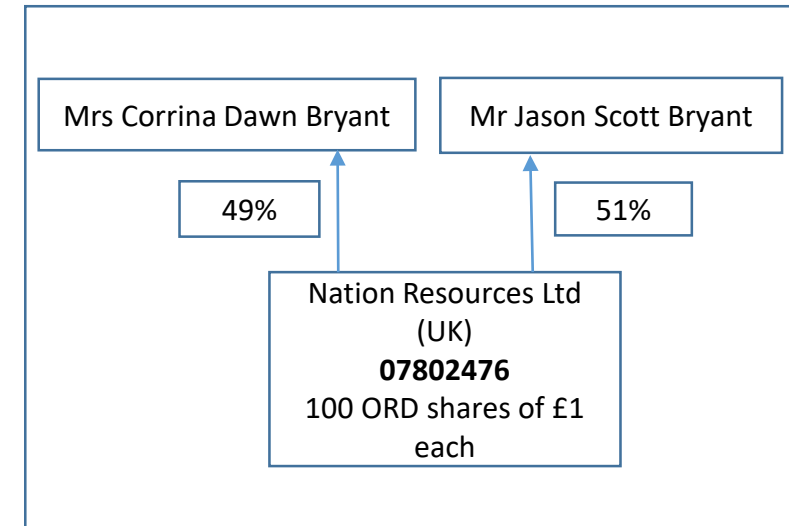 Mrs Corrina Dawn Bryant
Mr Jason Scott Bryant
49%
51%
Nation Resources Ltd
(UK)
07802476
100 ORD shares of £1
each